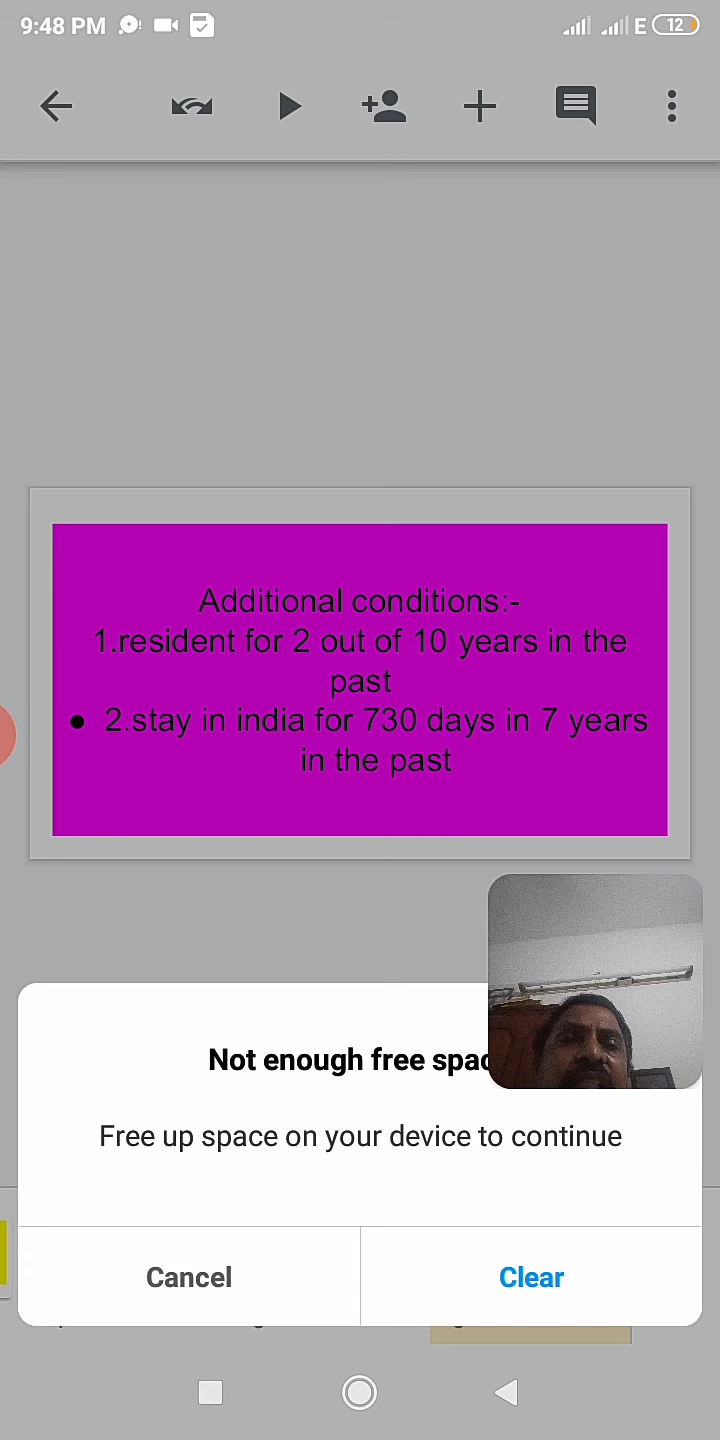 9:48 PM
E
12
Additional conditions:-
1.resident for 2 out of 10 years in the
past
● 2.stay in india for 730 days in 7 years
in the past
Not enough free
Free up space on your device to continue
Cancel
Clear